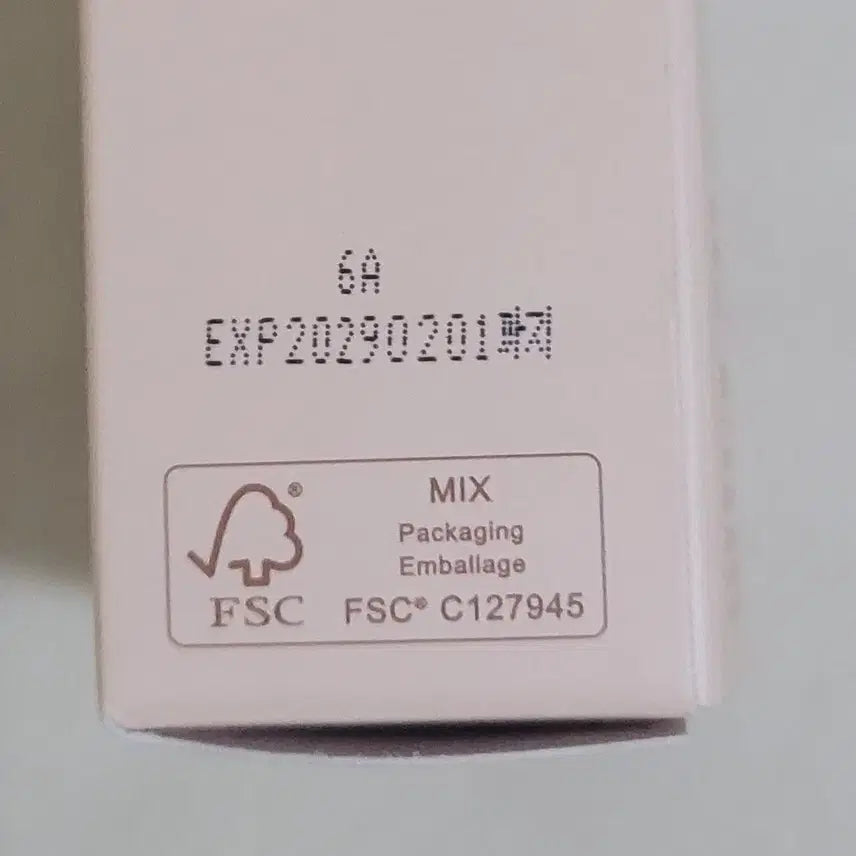 6A
EXP20290201까지
MIX
Packaging
Emballage
FSC
FSC® C127945